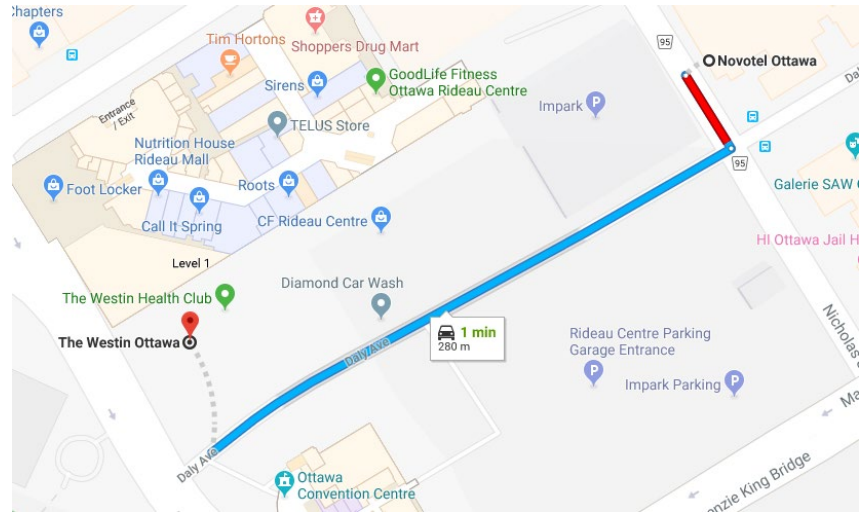 Chapters
Tim Hortons
Shoppers Drug Mart
95
Novotel Ottawa
Sirens
GoodLife Fitness
Ottawa Rideau Centre
Impark
Entrance
/ Exit
TELUS Store
Nutrition House
Rideau Mall
95
Foot Locker
Roots
Galerie SAW
Call It Spring
CF Rideau Centre
HI Ottawa Jail H
Level 1
Diamond Car Wash
The Westin Health Club
1 min
280 m
Nicholas
The Westin Ottawa
Daly Ave
Rideau Centre Parking
Garage Entrance
Impark Parking
Daly Ave
Ottawa
Convention Centre
enzie King Bridge